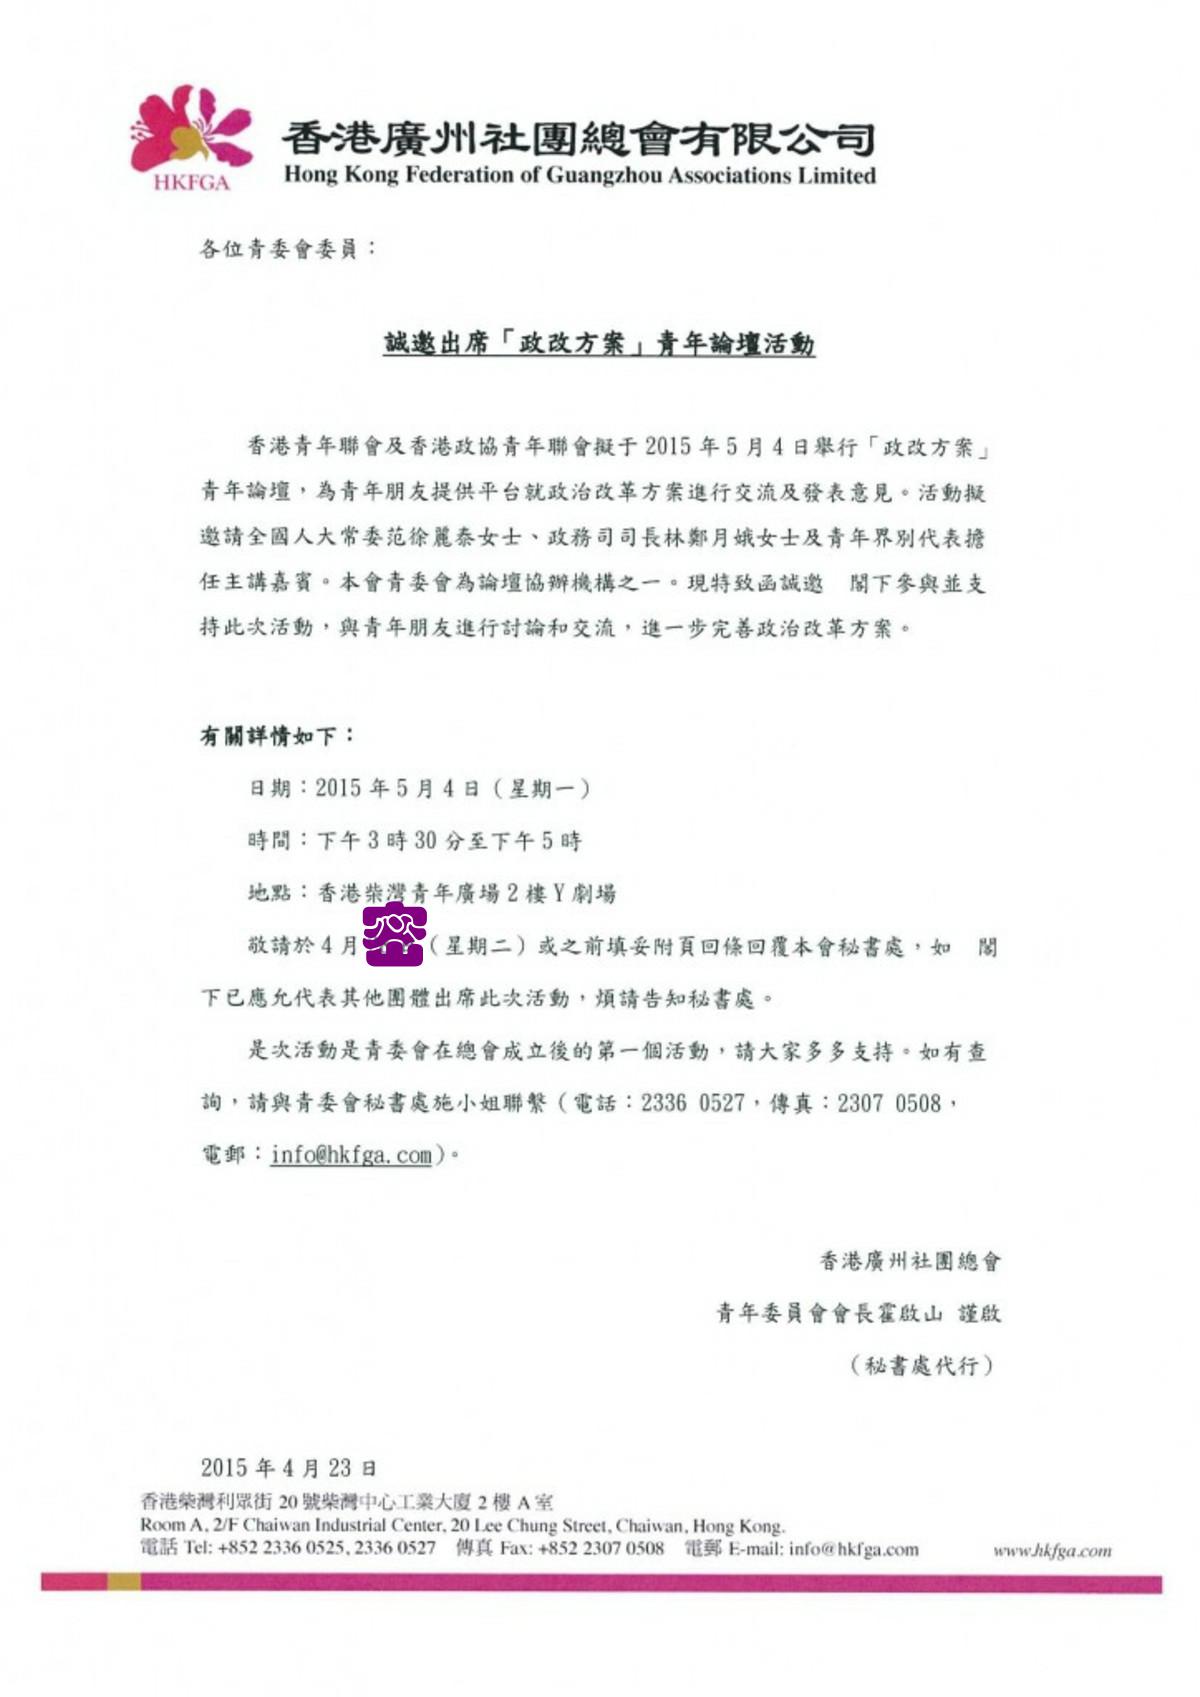 HKFGA
香港廣州社團總會有限公司
Hong Kong Federation of Guangzhou Associations Limited
各位青委會委員：
誠邀出席「政改方案」青年論壇活動
香港青年聯會及香港政協青年聯會擬于 2015 年 5 月 4 日舉行「政改方案」
青年論壇，為青年朋友提供平台就政治改革方案進行交流及發表意見。活動擬
邀請全國人大常委范徐麗泰女士、政務司司長林鄭月娥女士及青年界別代表擔
任主講嘉賓。本會青委會為論壇協辦機構之一。現特致函誠邀　閣下參與並支
持此次活動，與青年朋友進行討論和交流，進一步完善政治改革方案。
有關詳情如下：
日期：2015 年 5 月 4 日（星期一）
時間：下午 3 時 30 分至下午 5 時
地點：香港柴灣青年廣場 2 樓 Y 劇場
敬請於 4 月（星期二）或之前填妥附頁回條回覆本會秘書處，如　閣
下已應允代表其他團體出席此次活動，煩請告知秘書處。
是次活動是青委會在總會成立後的第一個活動，請大家多多支持。如有查
詢，請與青委會秘書處施小姐聯繫（電話：2336 0527，傳真：2307 0508，
電郵：info@hkfga.com）。
香港廣州社團總會
青年委員會會長霍啟山 謹啟
（秘書處代行）
2015 年 4 月 23 日
香港柴灣利眾街 20 號柴灣中心工業大廈 2 樓 A 室
Room A, 2/F Chaiwan Industrial Center, 20 Lee Chung Street, Chaiwan, Hong Kong.
電話 Tel: +852 2336 0525, 2336 0527　傳真 Fax: +852 2307 0508　電郵 E-mail: info@hkfga.com　www.hkfga.com